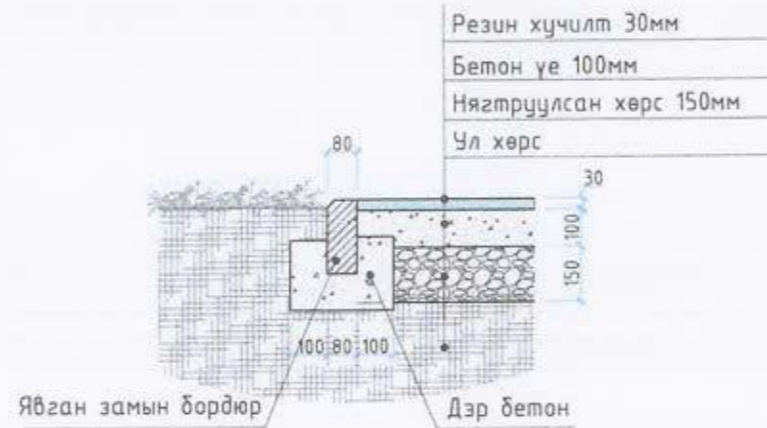 Резин хучилт 30мм
Бетон үе 100мм
Нягтруулсан хөрс 150мм
Ул хөрс
80
30
100
150
100 80 100
Явган замын бордюр
Дэр бетон